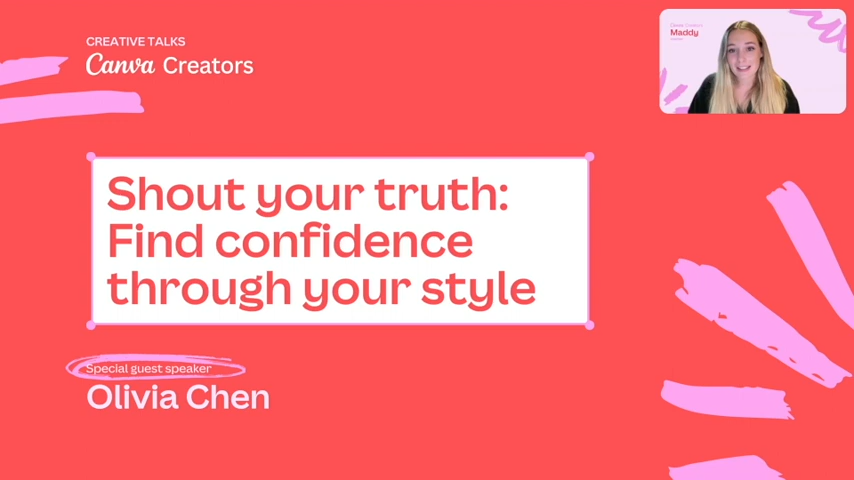 CREATIVE TALKS
Canva Creators
Shout your truth:
Find confidence
through your style
Special guest speaker
Olivia Chen
Canva Creators
Maddy